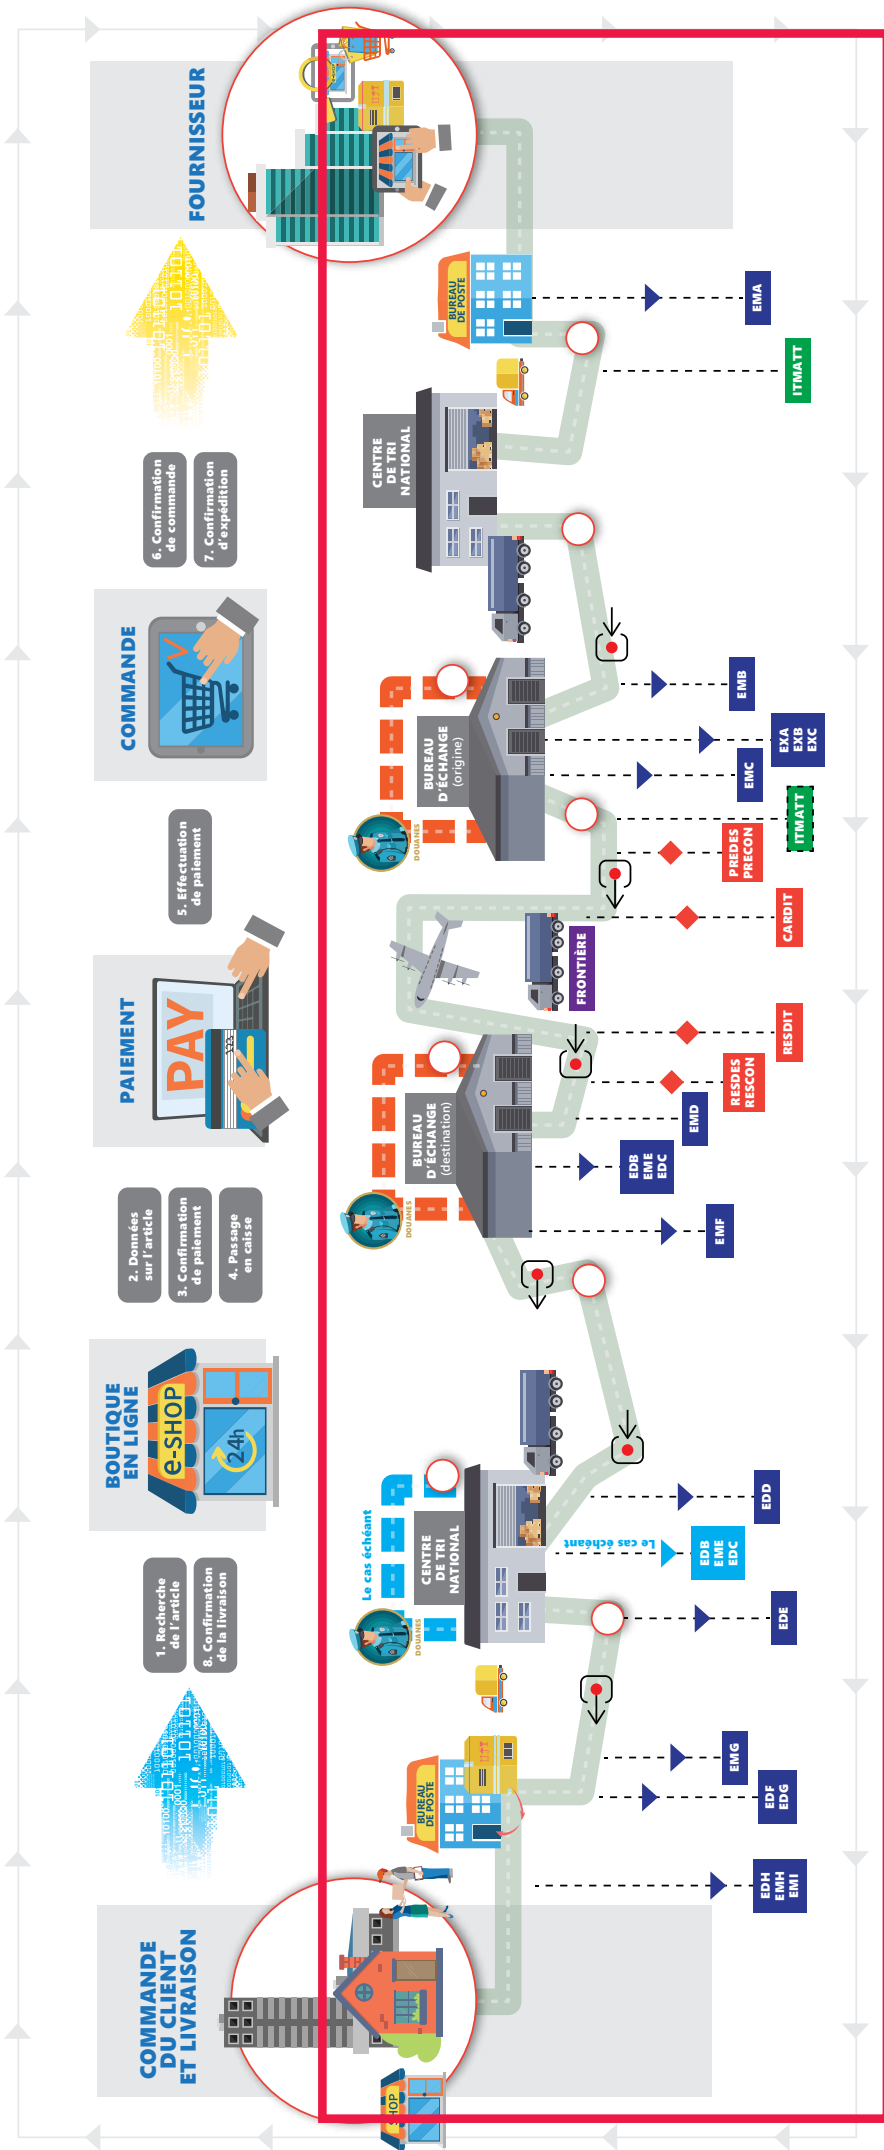 COMMANDE
DU CLIENT
ET LIVRAISON
1. Recherche
de l'article
8. Confirmation
de la livraison
BOUTIQUE
EN LIGNE
e-SHOP
24h
2. Données
sur l'article
3. Confirmation
de paiement
4. Passage
en caisse
PAIEMENT
PAY
5. Effectuation
de paiement
COMMANDE
6. Confirmation
de commande
7. Confirmation
d'expédition
FOURNISSEUR
SHOP
BUREAU
DE POSTE
Le cas échéant
DOUANES
CENTRE
DE TRI
NATIONAL
DOUANES
BUREAU
D'ÉCHANGE
(destination)
FRONTIÈRE
DOUANES
BUREAU
D'ÉCHANGE
(origine)
CENTRE
DE TRI
NATIONAL
BUREAU
DE POSTE
EDH
EMH
EMI
EDF
EDG
EMG
EDE
Le cas échéant
EDB
EME
EDC
EDD
EMF
EDB
EME
EDC
EMD
RESDES
RESCON
RESDIT
CARDIT
PREDES
PRECON
ITMATT
EMC
EXA
EXB
EXC
EMB
ITMATT
EMA